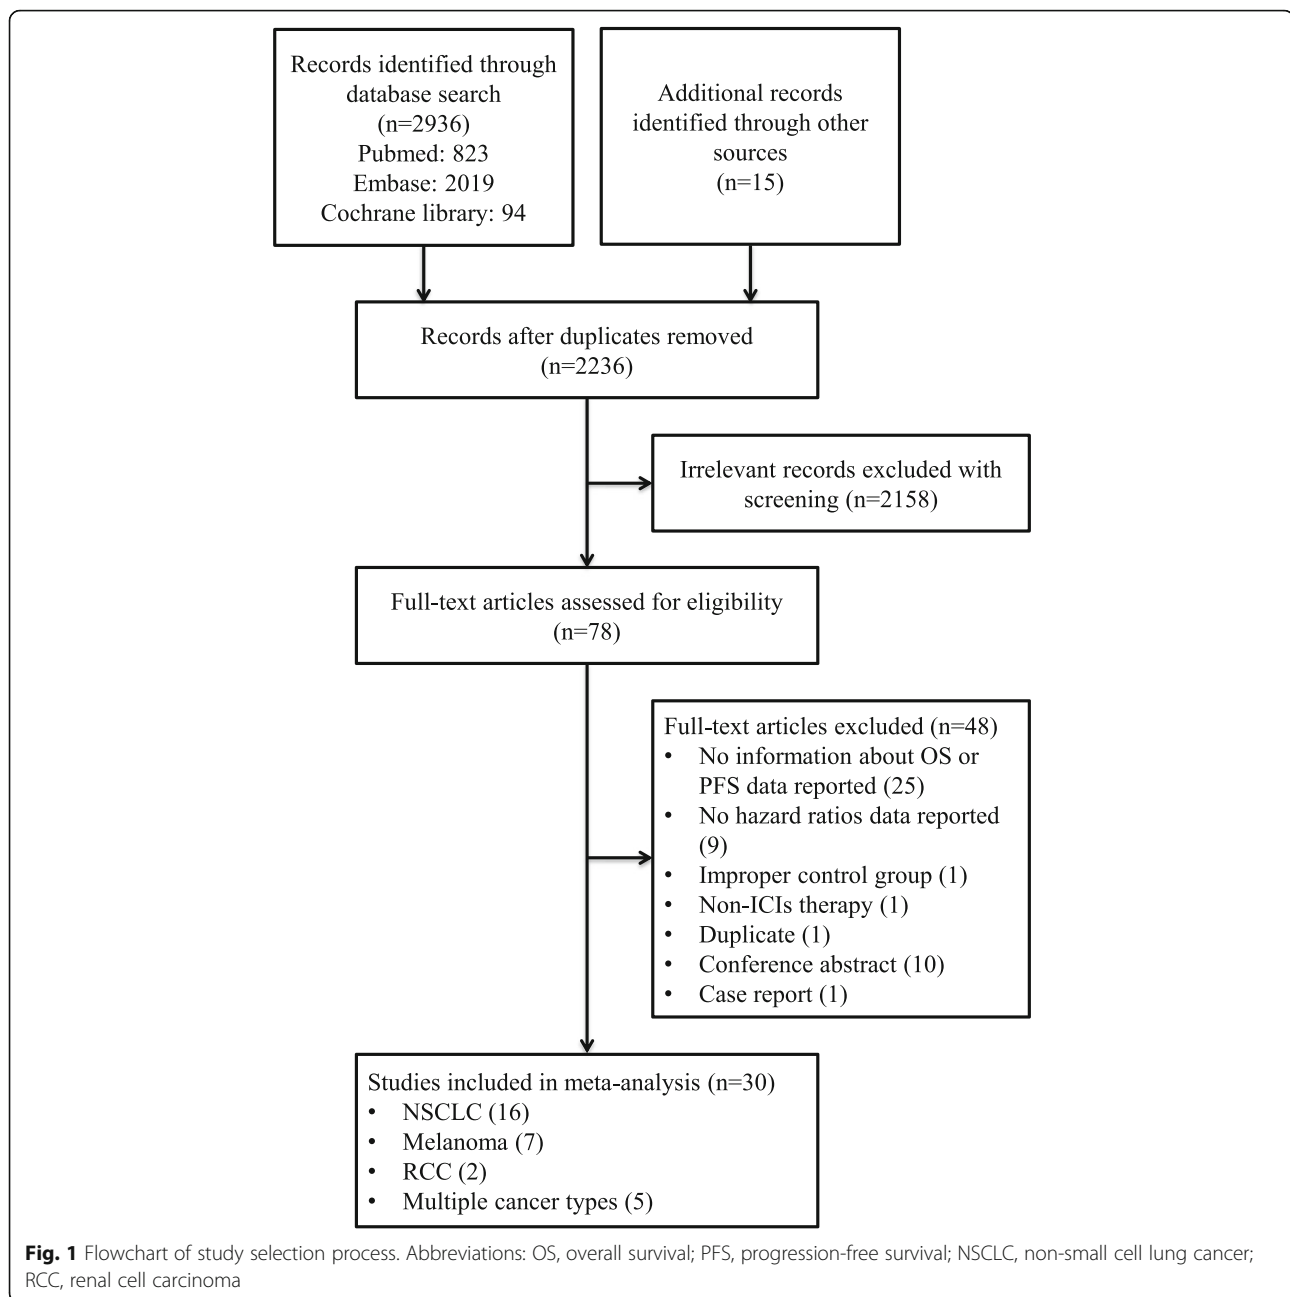 Records identified through
database search
(n=2936)
Pubmed: 823
Embase: 2019
Cochrane library: 94
Additional records
identified through other
sources
(n=15)
Records after duplicates removed
(n=2236)
Irrelevant records excluded with
screening (n=2158)
Full-text articles assessed for eligibility
(n=78)
Full-text articles excluded (n=48)
• No information about OS or
PFS data reported (25)
• No hazard ratios data reported
(9)
• Improper control group (1)
• Non-ICIs therapy (1)
• Duplicate (1)
• Conference abstract (10)
• Case report (1)
Studies included in meta-analysis (n=30)
• NSCLC (16)
• Melanoma (7)
• RCC (2)
• Multiple cancer types (5)
Fig. 1 Flowchart of study selection process. Abbreviations: OS, overall survival; PFS, progression-free survival; NSCLC, non-small cell lung cancer;
RCC, renal cell carcinoma